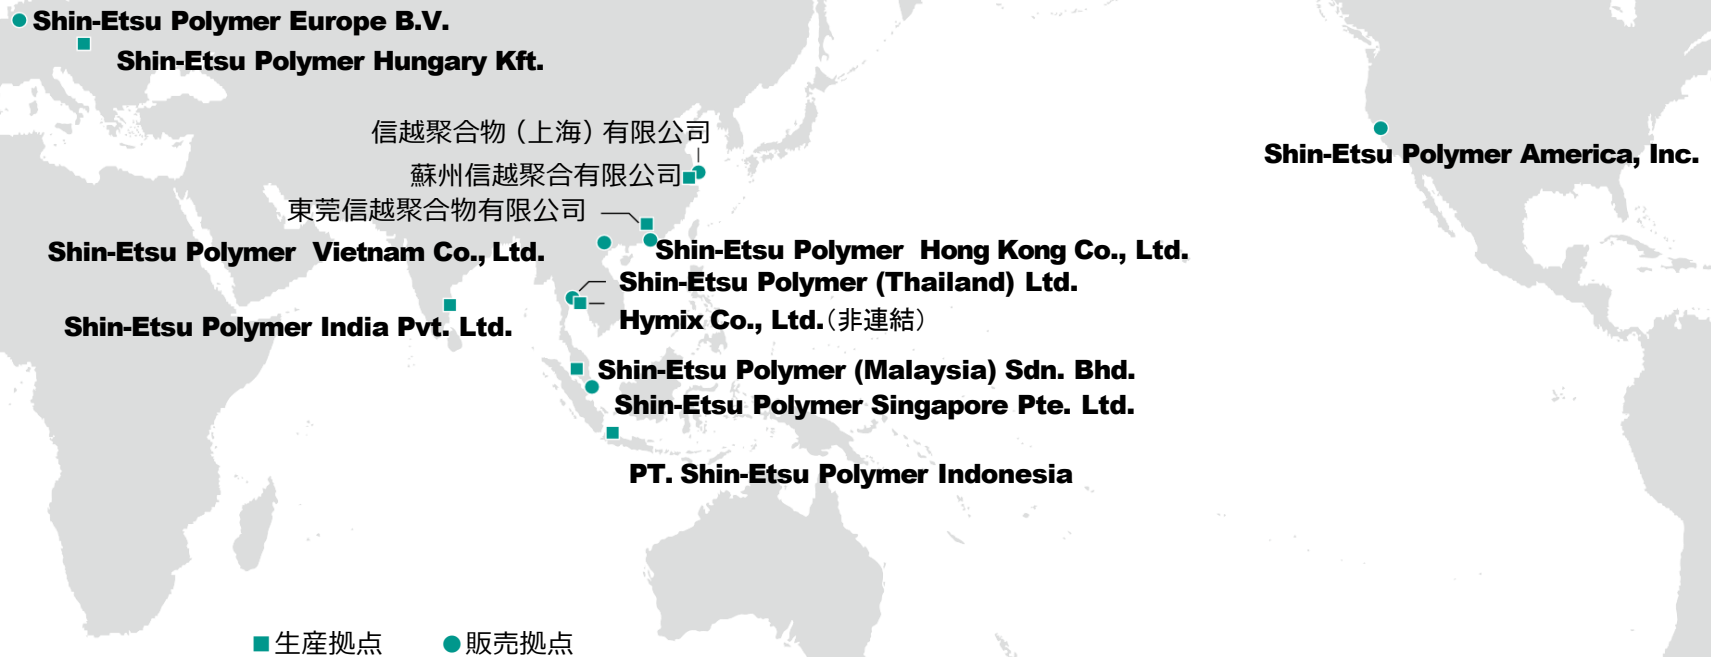 Shin-Etsu Polymer Europe B.V.
Shin-Etsu Polymer Hungary Kft.
信越聚合物（上海）有限公司
Shin-Etsu Polymer America, Inc.
蘇州信越聚合有限公司
東莞信越聚合物有限公司
Shin-Etsu Polymer Vietnam Co., Ltd.
Shin-Etsu Polymer Hong Kong Co., Ltd.
Shin-Etsu Polymer (Thailand) Ltd.
Hymix Co., Ltd.（非連結）
Shin-Etsu Polymer India Pvt. Ltd.
Shin-Etsu Polymer (Malaysia) Sdn. Bhd.
Shin-Etsu Polymer Singapore Pte. Ltd.
PT. Shin-Etsu Polymer Indonesia
■生産拠点 ●販売拠点